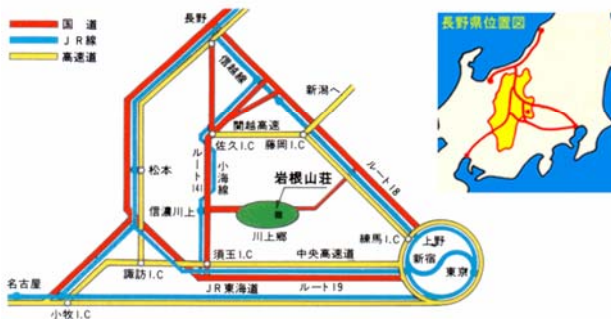 国道
JR線
高速道
長野
信越線
新潟へ
関越高速
佐久I.C
藤岡I.C
ルート141
小海線
ルート18
松本
岩根山荘
信濃川上
川上郷
練馬I.C
上野
新宿
東京
須玉I.C
中央高速道
諏訪I.C
名古屋
JR東海道
ルート19
小牧I.C
長野県位置図